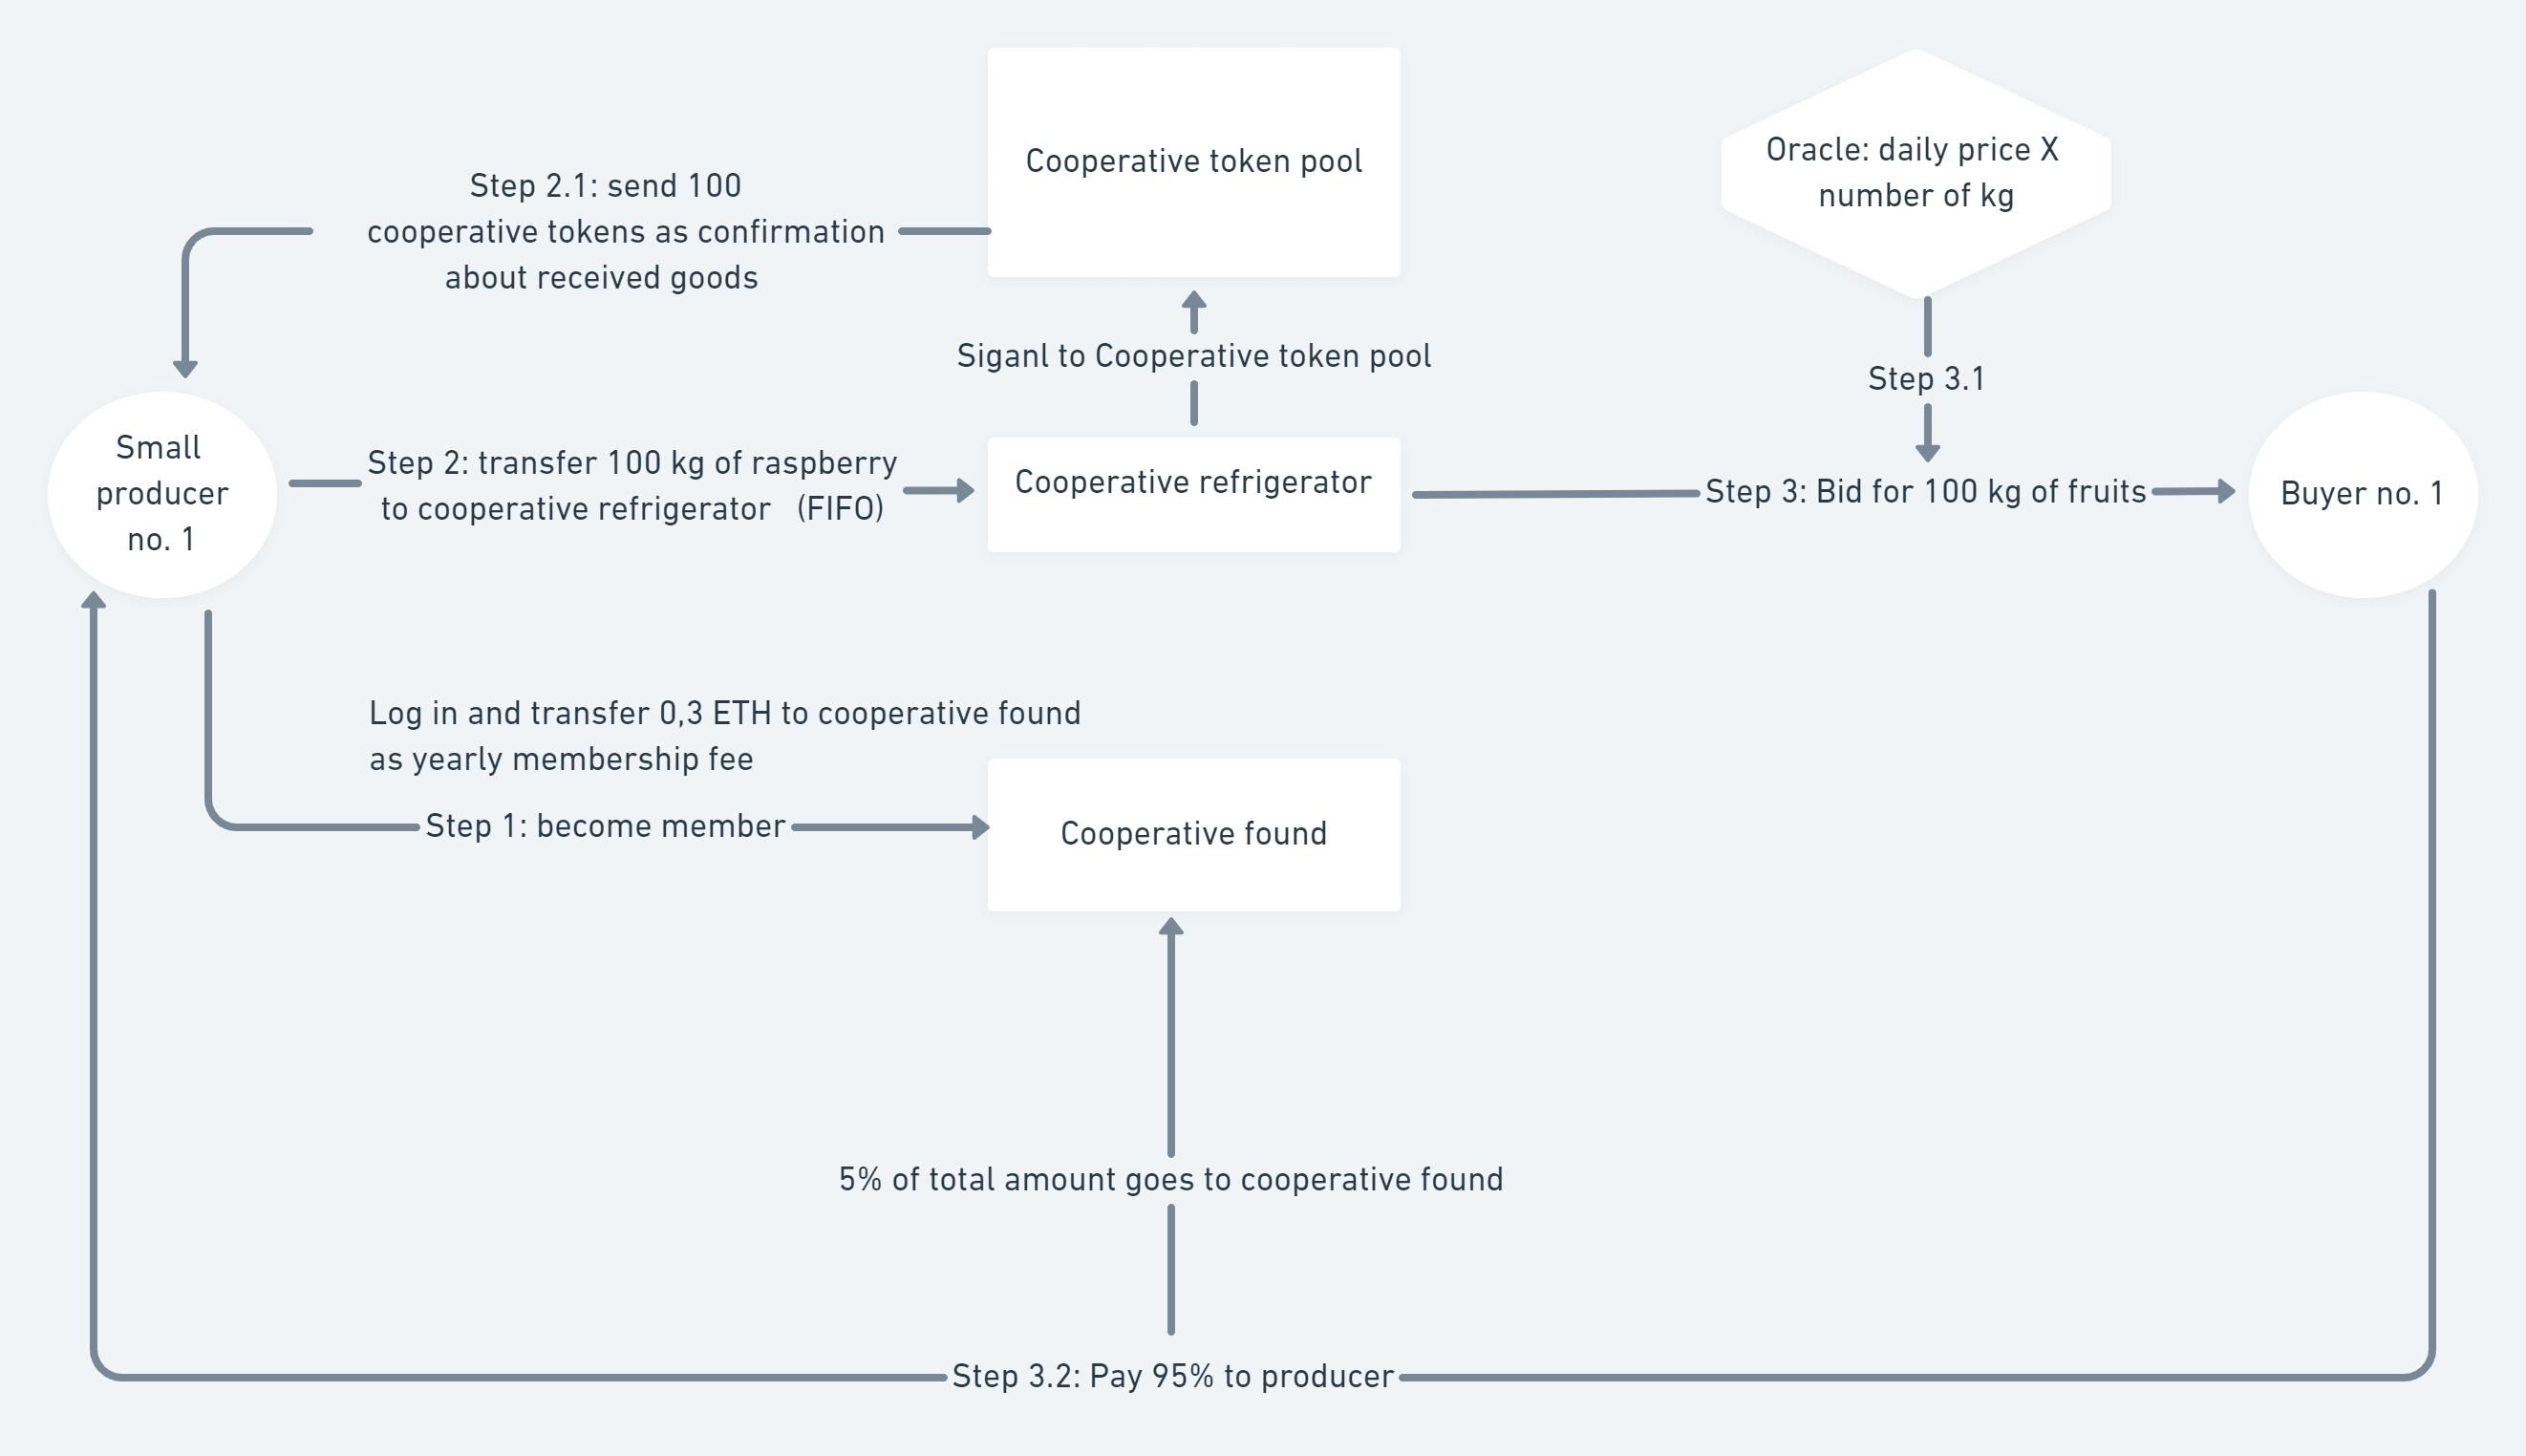 Cooperative token pool
Oracle: daily price X
number of kg
Step 2.1: send 100
cooperative tokens as confirmation
about received goods
Siganl to Cooperative token pool
Step 3.1
Small
producer
no. 1
Step 2: transfer 100 kg of raspberry
to cooperative refrigerator (FIFO)
Cooperative refrigerator
Step 3: Bid for 100 kg of fruits
Buyer no. 1
Log in and transfer 0,3 ETH to cooperative found
as yearly membership fee
Step 1: become member
Cooperative found
5% of total amount goes to cooperative found
Step 3.2: Pay 95% to producer